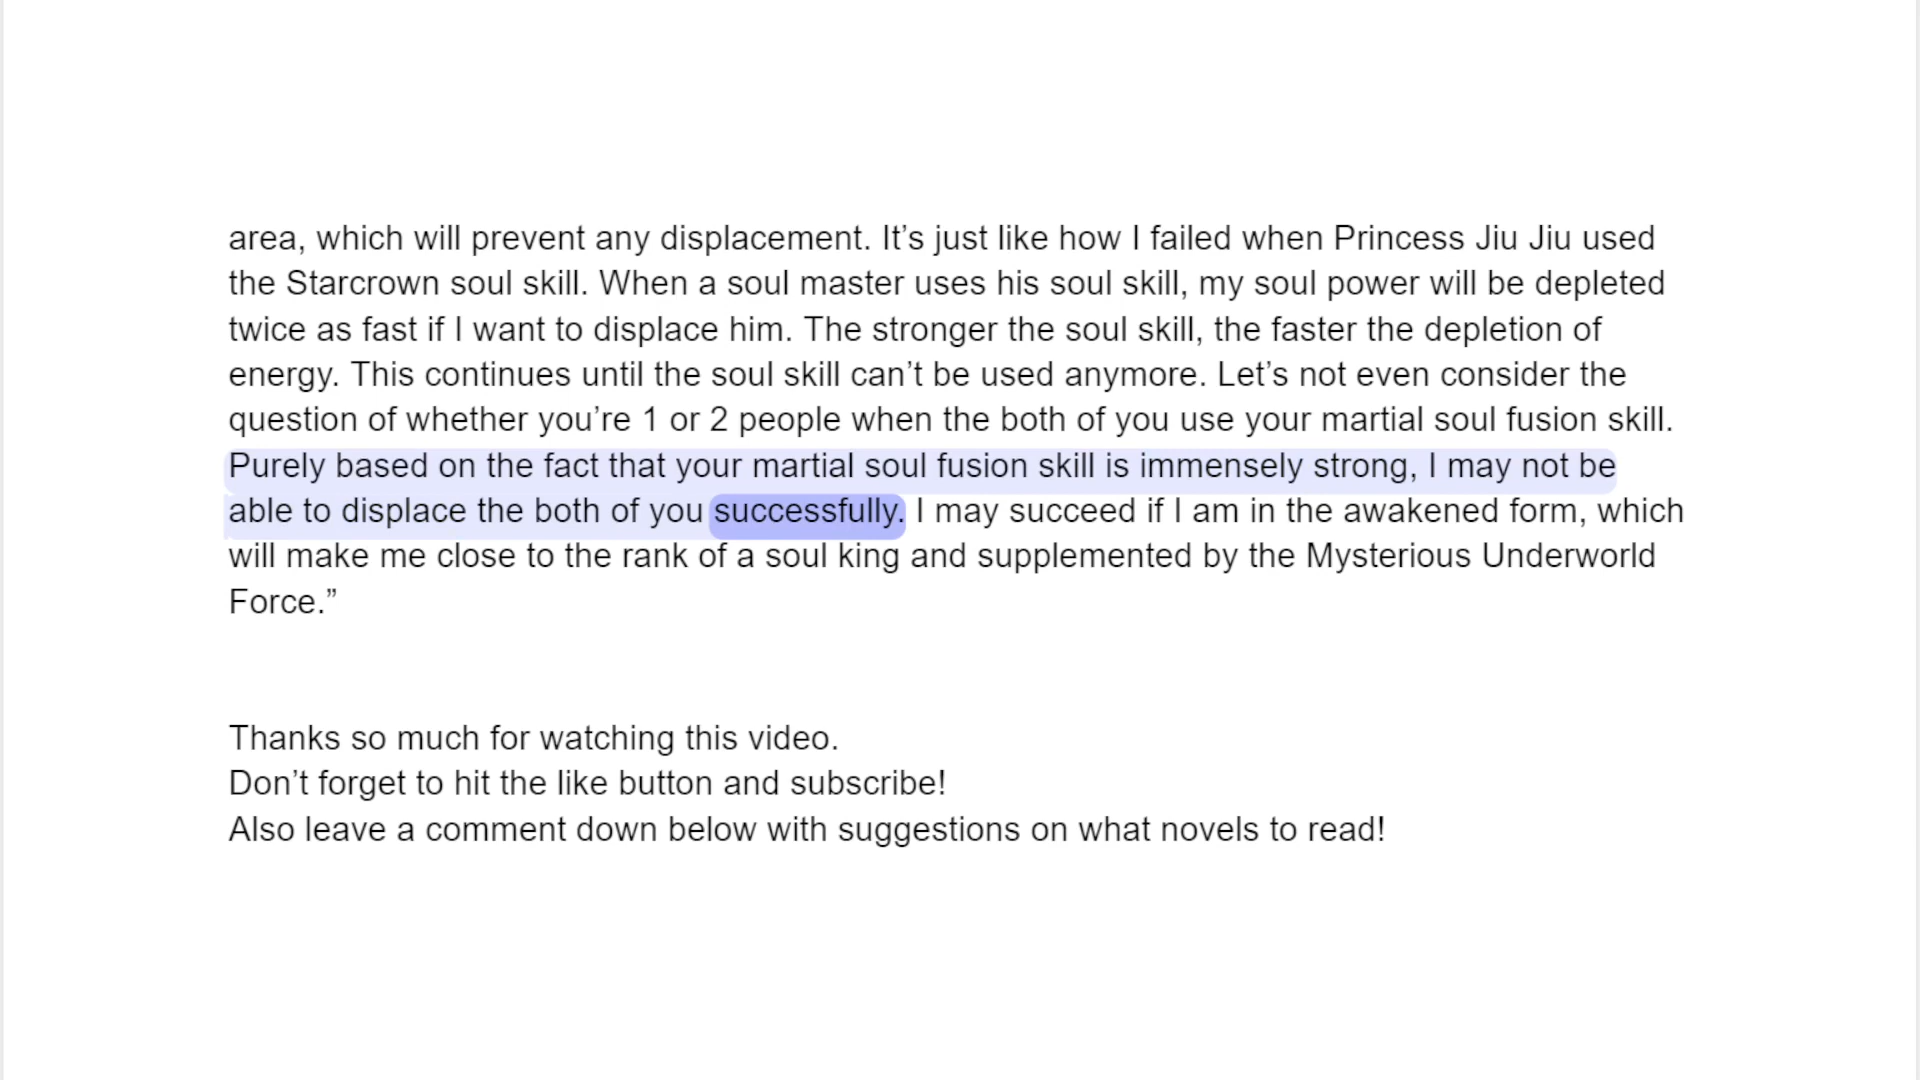 area, which will prevent any displacement. It’s just like how I failed when Princess Jiu Jiu used
the Starcrown soul skill. When a soul master uses his soul skill, my soul power will be depleted
twice as fast if I want to displace him. The stronger the soul skill, the faster the depletion of
energy. This continues until the soul skill can’t be used anymore. Let’s not even consider the
question of whether you’re 1 or 2 people when the both of you use your martial soul fusion skill.
Purely based on the fact that your martial soul fusion skill is immensely strong, I may not be
able to displace the both of you successfully. I may succeed if I am in the awakened form, which
will make me close to the rank of a soul king and supplemented by the Mysterious Underworld
Force.”
Thanks so much for watching this video.
Don’t forget to hit the like button and subscribe!
Also leave a comment down below with suggestions on what novels to read!